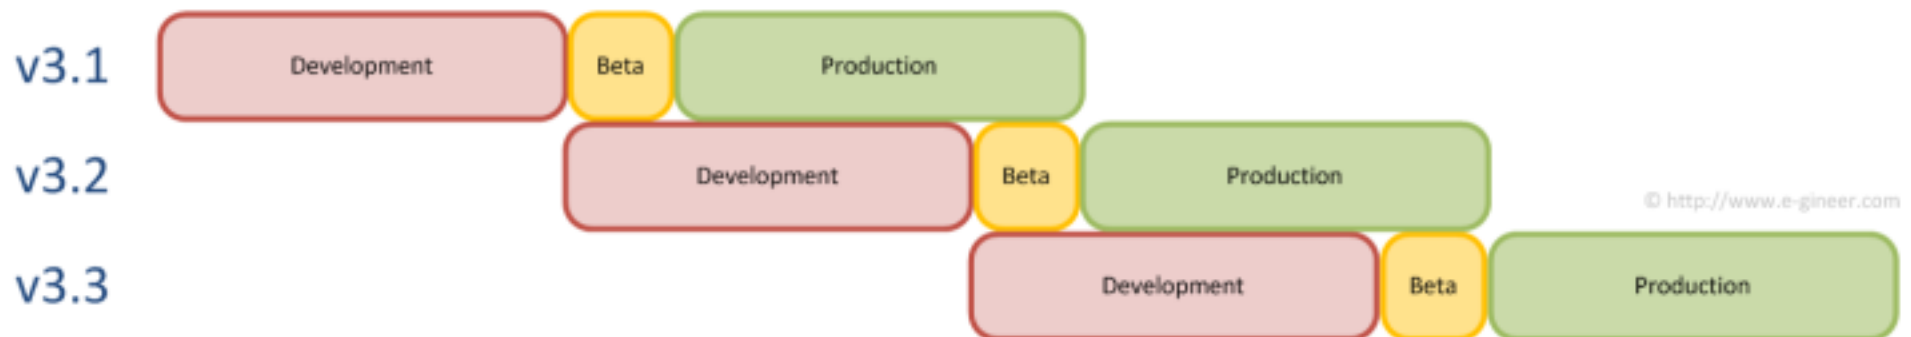 v3.1 Development Beta Production
v3.2 Development Beta Production
© http://www.e-gineer.com
v3.3 Development Beta Production